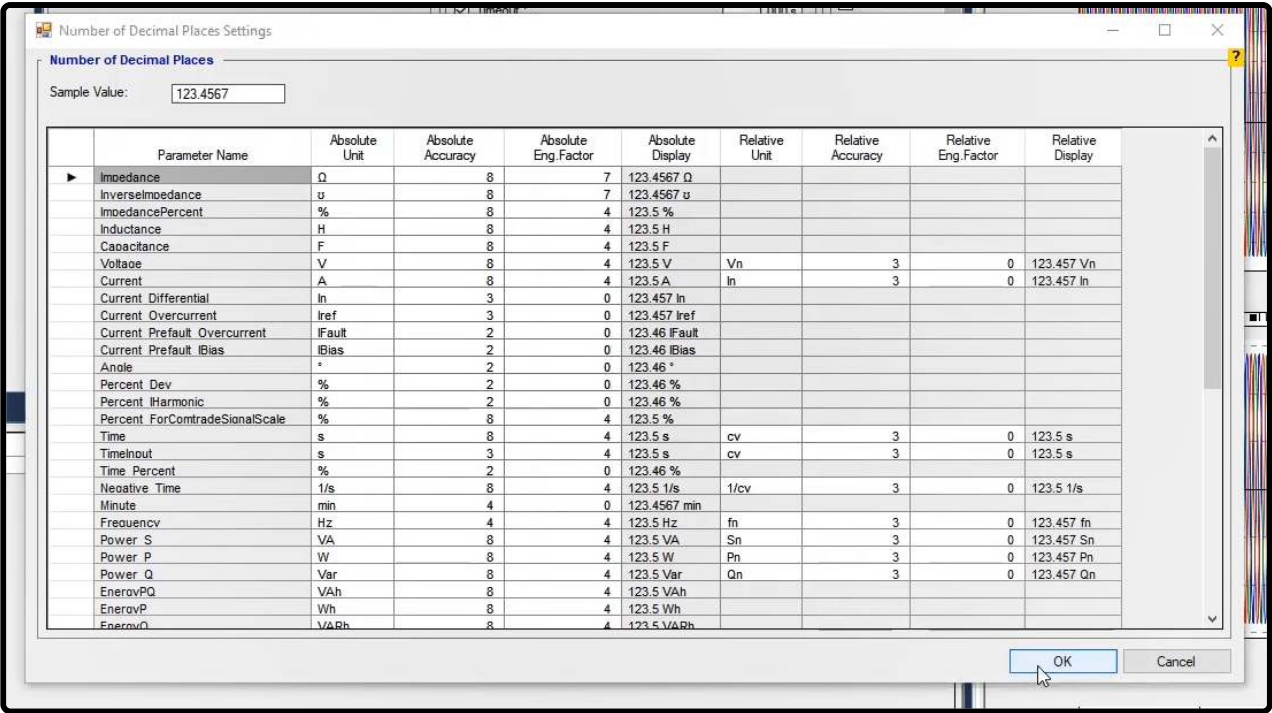 Timeout
Number of Decimal Places Settings
Number of Decimal Places
?
Sample Value: 123.4567
Parameter Name Absolute Unit Absolute Accuracy Absolute Eng.Factor Absolute Display Relative Unit Relative Accuracy Relative Eng.Factor Relative Display
Impedance Ω 8 7 123.4567 Ω
InverseImpedance ʊ 8 7 123.4567 ʊ
ImpedancePercent % 8 4 123.5 %
Inductance H 8 4 123.5 H
Capacitance F 8 4 123.5 F
Voltage V 8 4 123.5 V Vn 3 0 123.457 Vn
Current A 8 4 123.5 A In 3 0 123.457 In
Current Differential In 3 0 123.457 In
Current Overcurrent Iref 3 0 123.457 Iref
Current Prefault Overcurrent IFault 2 0 123.46 IFault
Current Prefault IBias IBias 2 0 123.46 IBias
Angle ° 2 0 123.46 °
Percent Dev % 2 0 123.46 %
Percent IHarmonic % 2 0 123.46 %
Percent ForComtradeSignalScale % 8 4 123.5 %
Time s 8 4 123.5 s cv 3 0 123.5 s
TimeInput s 3 4 123.5 s cv 3 0 123.5 s
Time Percent % 2 0 123.46 %
Negative Time 1/s 8 4 123.5 1/s 1/cv 3 0 123.5 1/s
Minute min 4 0 123.4567 min
Frequency Hz 4 4 123.5 Hz fn 3 0 123.457 fn
Power S VA 8 4 123.5 VA Sn 3 0 123.457 Sn
Power P W 8 4 123.5 W Pn 3 0 123.457 Pn
Power Q Var 8 4 123.5 Var Qn 3 0 123.457 Qn
EnergyPQ VAh 8 4 123.5 VAh
EnergyP Wh 8 4 123.5 Wh
EnergyQ VARh 8 4 123.5 VARh
OK Cancel